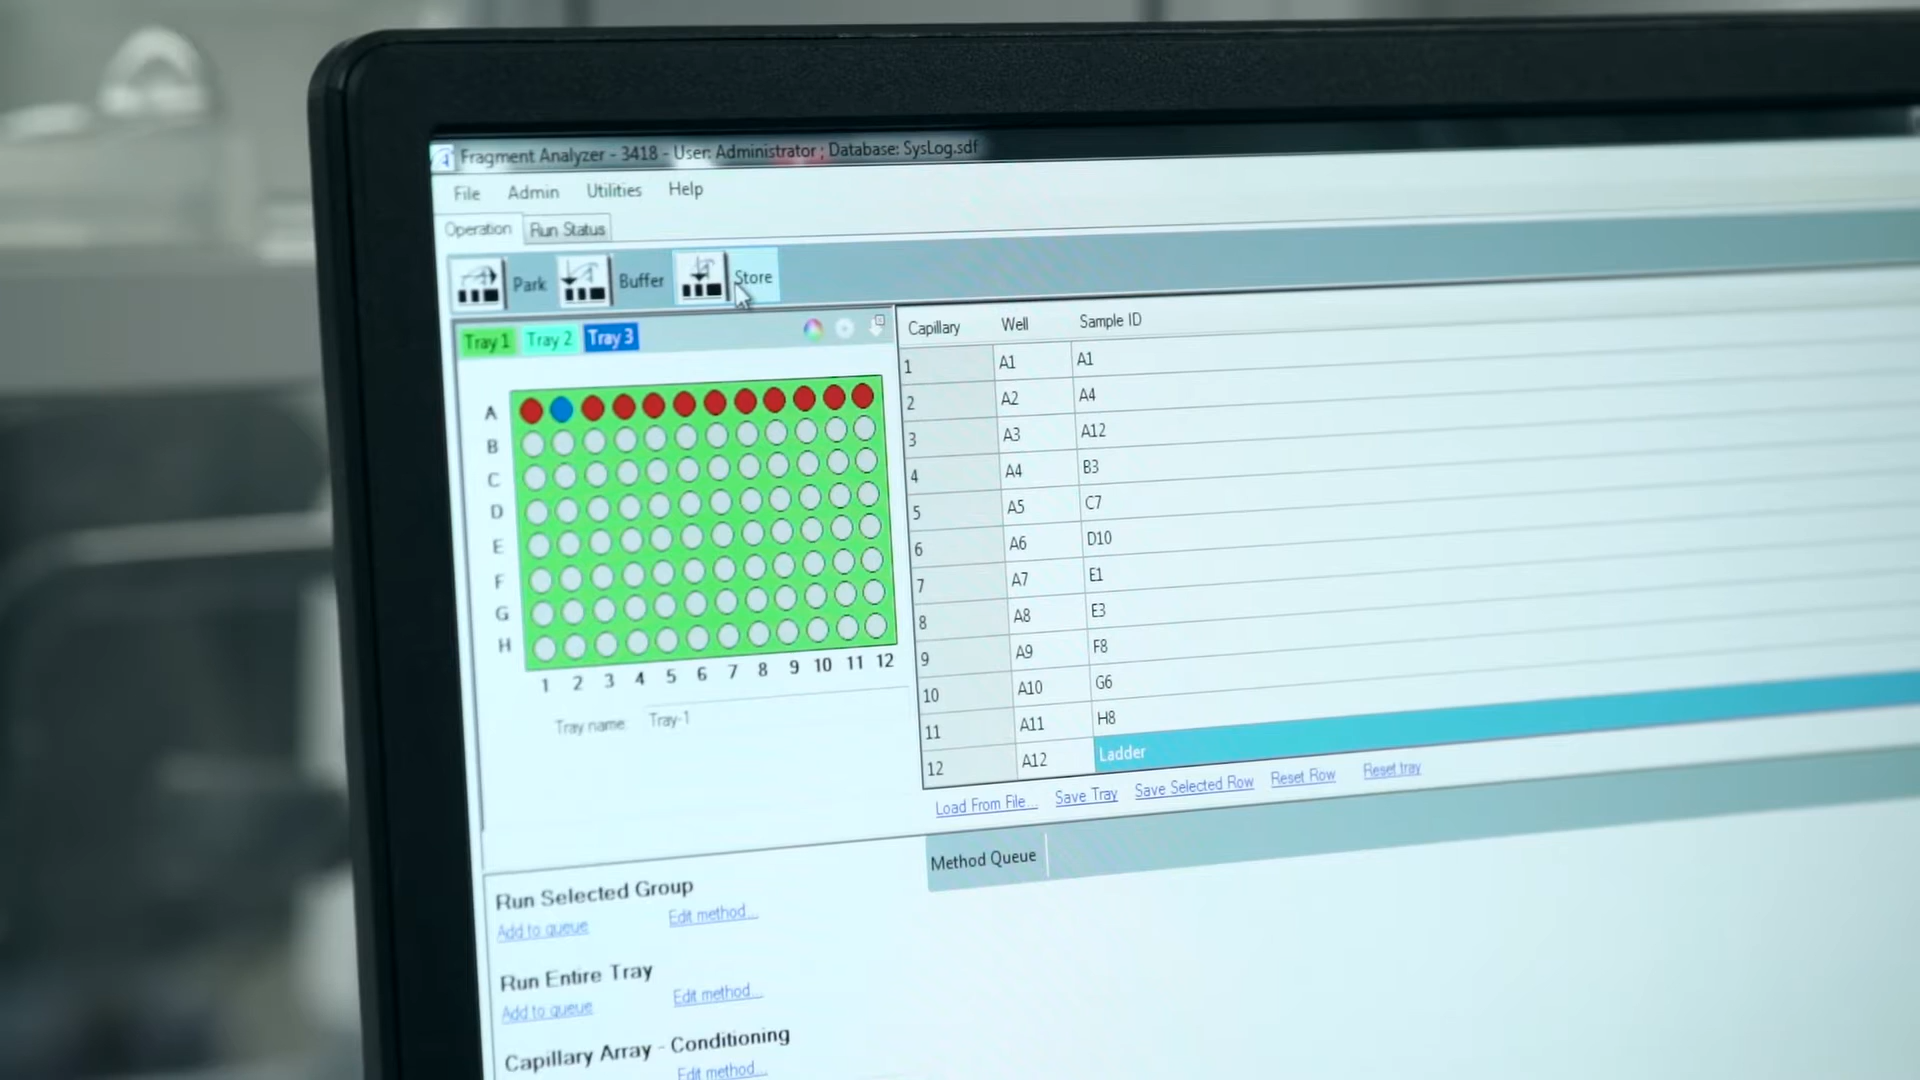 Fragment Analyzer - 3418 - User: Administrator ; Database: SysLog.sdf
File Admin Utilities Help
Operation Run Status
Park Buffer Store
Tray 1 Tray 2 Tray 3
A
B
C
D
E
F
G
H
1 2 3 4 5 6 7 8 9 10 11 12
Tray name: Tray-1
Capillary Well Sample ID
1 A1 A1
2 A2 A4
3 A3 A12
4 A4 B3
5 A5 C7
6 A6 D10
7 A7 E1
8 A8 E3
9 A9 F8
10 A10 G6
11 A11 H8
12 A12 Ladder
Load From File... Save Tray Save Selected Row Reset Row Reset tray
Method Queue
Run Selected Group
Add to queue Edit method...
Run Entire Tray
Add to queue Edit method...
Capillary Array - Conditioning
Edit method...